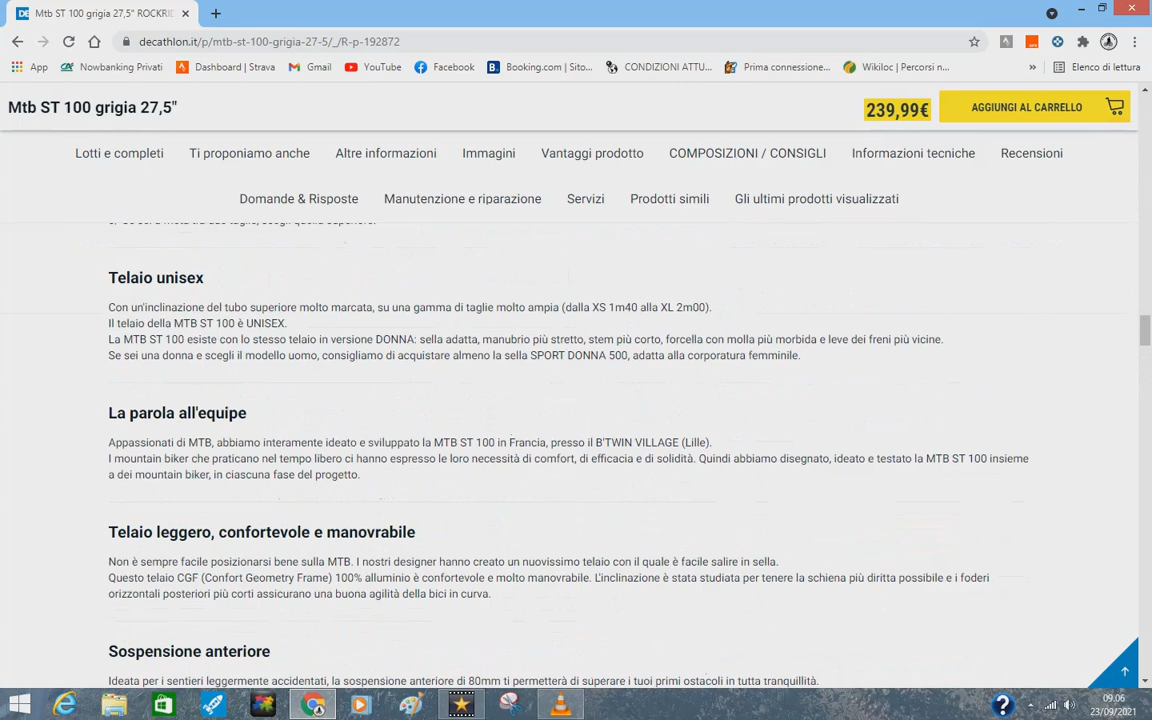 Mtb ST 100 grigia 27,5" ROCKRID
decathlon.it/p/mtb-st-100-grigia-27-5/_/R-p-192872
App Nowbanking Privati Dashboard | Strava Gmail YouTube Facebook Booking.com | Sito... CONDIZIONI ATTU... Prima connessione... Wikiloc | Percorsi n... » Elenco di lettura
Mtb ST 100 grigia 27,5" 239,99€ AGGIUNGI AL CARRELLO
Lotti e completi Ti proponiamo anche Altre informazioni Immagini Vantaggi prodotto COMPOSIZIONI / CONSIGLI Informazioni tecniche Recensioni
Domande & Risposte Manutenzione e riparazione Servizi Prodotti simili Gli ultimi prodotti visualizzati
Telaio unisex
Con un'inclinazione del tubo superiore molto marcata, su una gamma di taglie molto ampia (dalla XS 1m40 alla XL 2m00).
Il telaio della MTB ST 100 è UNISEX.
La MTB ST 100 esiste con lo stesso telaio in versione DONNA: sella adatta, manubrio più stretto, stem più corto, forcella con molla più morbida e leve dei freni più vicine.
Se sei una donna e scegli il modello uomo, consigliamo di acquistare almeno la sella SPORT DONNA 500, adatta alla corporatura femminile.
La parola all'equipe
Appassionati di MTB, abbiamo interamente ideato e sviluppato la MTB ST 100 in Francia, presso il B'TWIN VILLAGE (Lille).
I mountain biker che praticano nel tempo libero ci hanno espresso le loro necessità di comfort, di efficacia e di solidità. Quindi abbiamo disegnato, ideato e testato la MTB ST 100 insieme
a dei mountain biker, in ciascuna fase del progetto.
Telaio leggero, confortevole e manovrabile
Non è sempre facile posizionarsi bene sulla MTB. I nostri designer hanno creato un nuovissimo telaio con il quale è facile salire in sella.
Questo telaio CGF (Confort Geometry Frame) 100% alluminio è confortevole e molto manovrabile. L'inclinazione è stata studiata per tenere la schiena più diritta possibile e i foderi
orizzontali posteriori più corti assicurano una buona agilità della bici in curva.
Sospensione anteriore
Ideata per i sentieri leggermente accidentati, la sospensione anteriore di 80mm ti permetterà di superare i tuoi primi ostacoli in tutta tranquillità.
09.06
23/09/2021